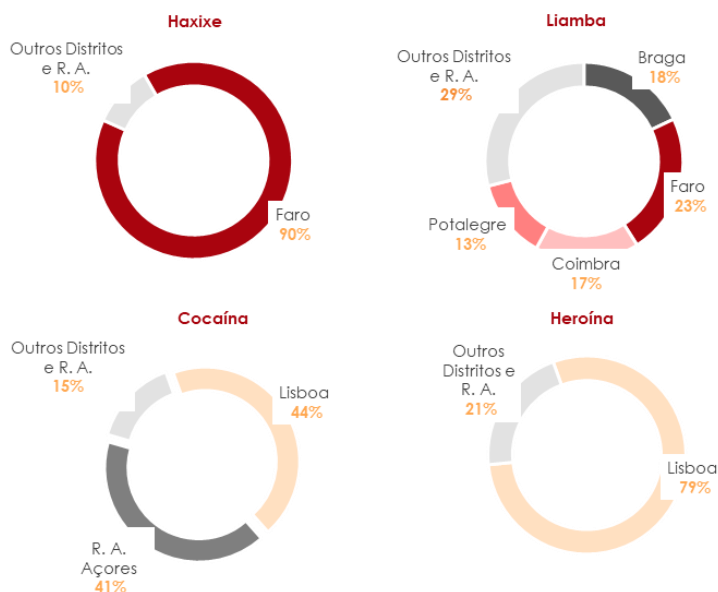 Haxixe
Outros Distritos
e R. A.
10%
Faro
90%
Liamba
Outros Distritos
e R. A.
29%
Braga
18%
Faro
23%
Potalegre
13%
Coimbra
17%
Cocaína
Outros Distritos
e R. A.
15%
Lisboa
44%
R. A.
Açores
41%
Heroína
Outros
Distritos e
R. A.
21%
Lisboa
79%